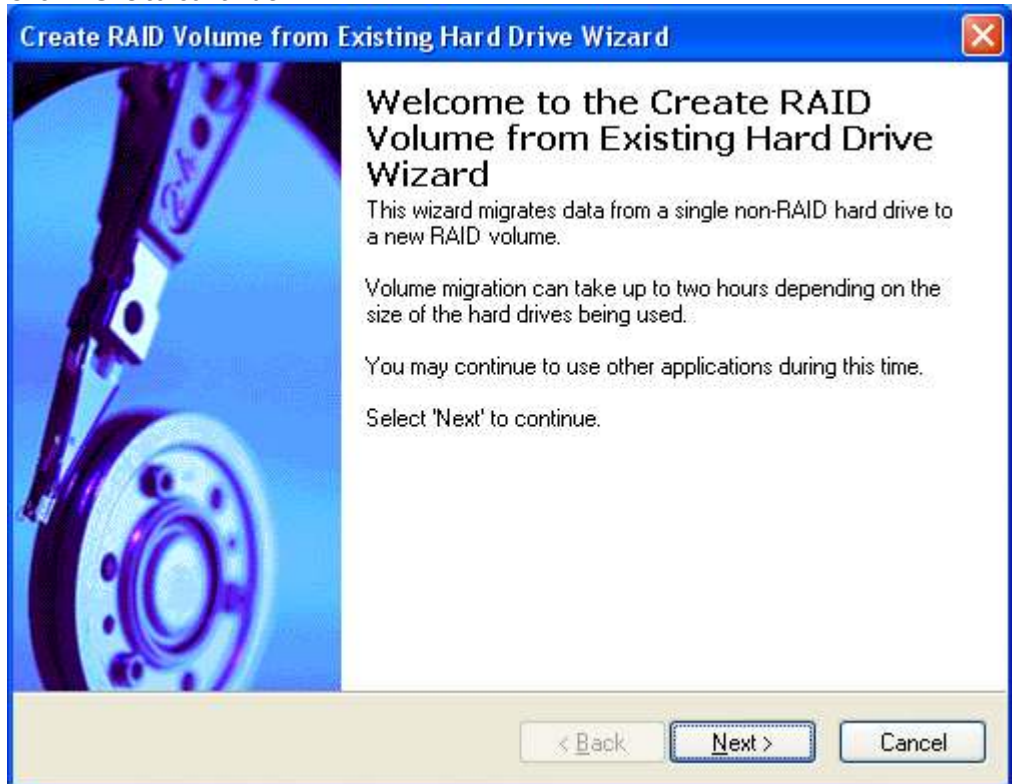 Create RAID Volume from Existing Hard Drive Wizard
Welcome to the Create RAID
Volume from Existing Hard Drive
Wizard
This wizard migrates data from a single non-RAID hard drive to
a new RAID volume.
Volume migration can take up to two hours depending on the
size of the hard drives being used.
You may continue to use other applications during this time.
Select 'Next' to continue.
< Back
Next >
Cancel